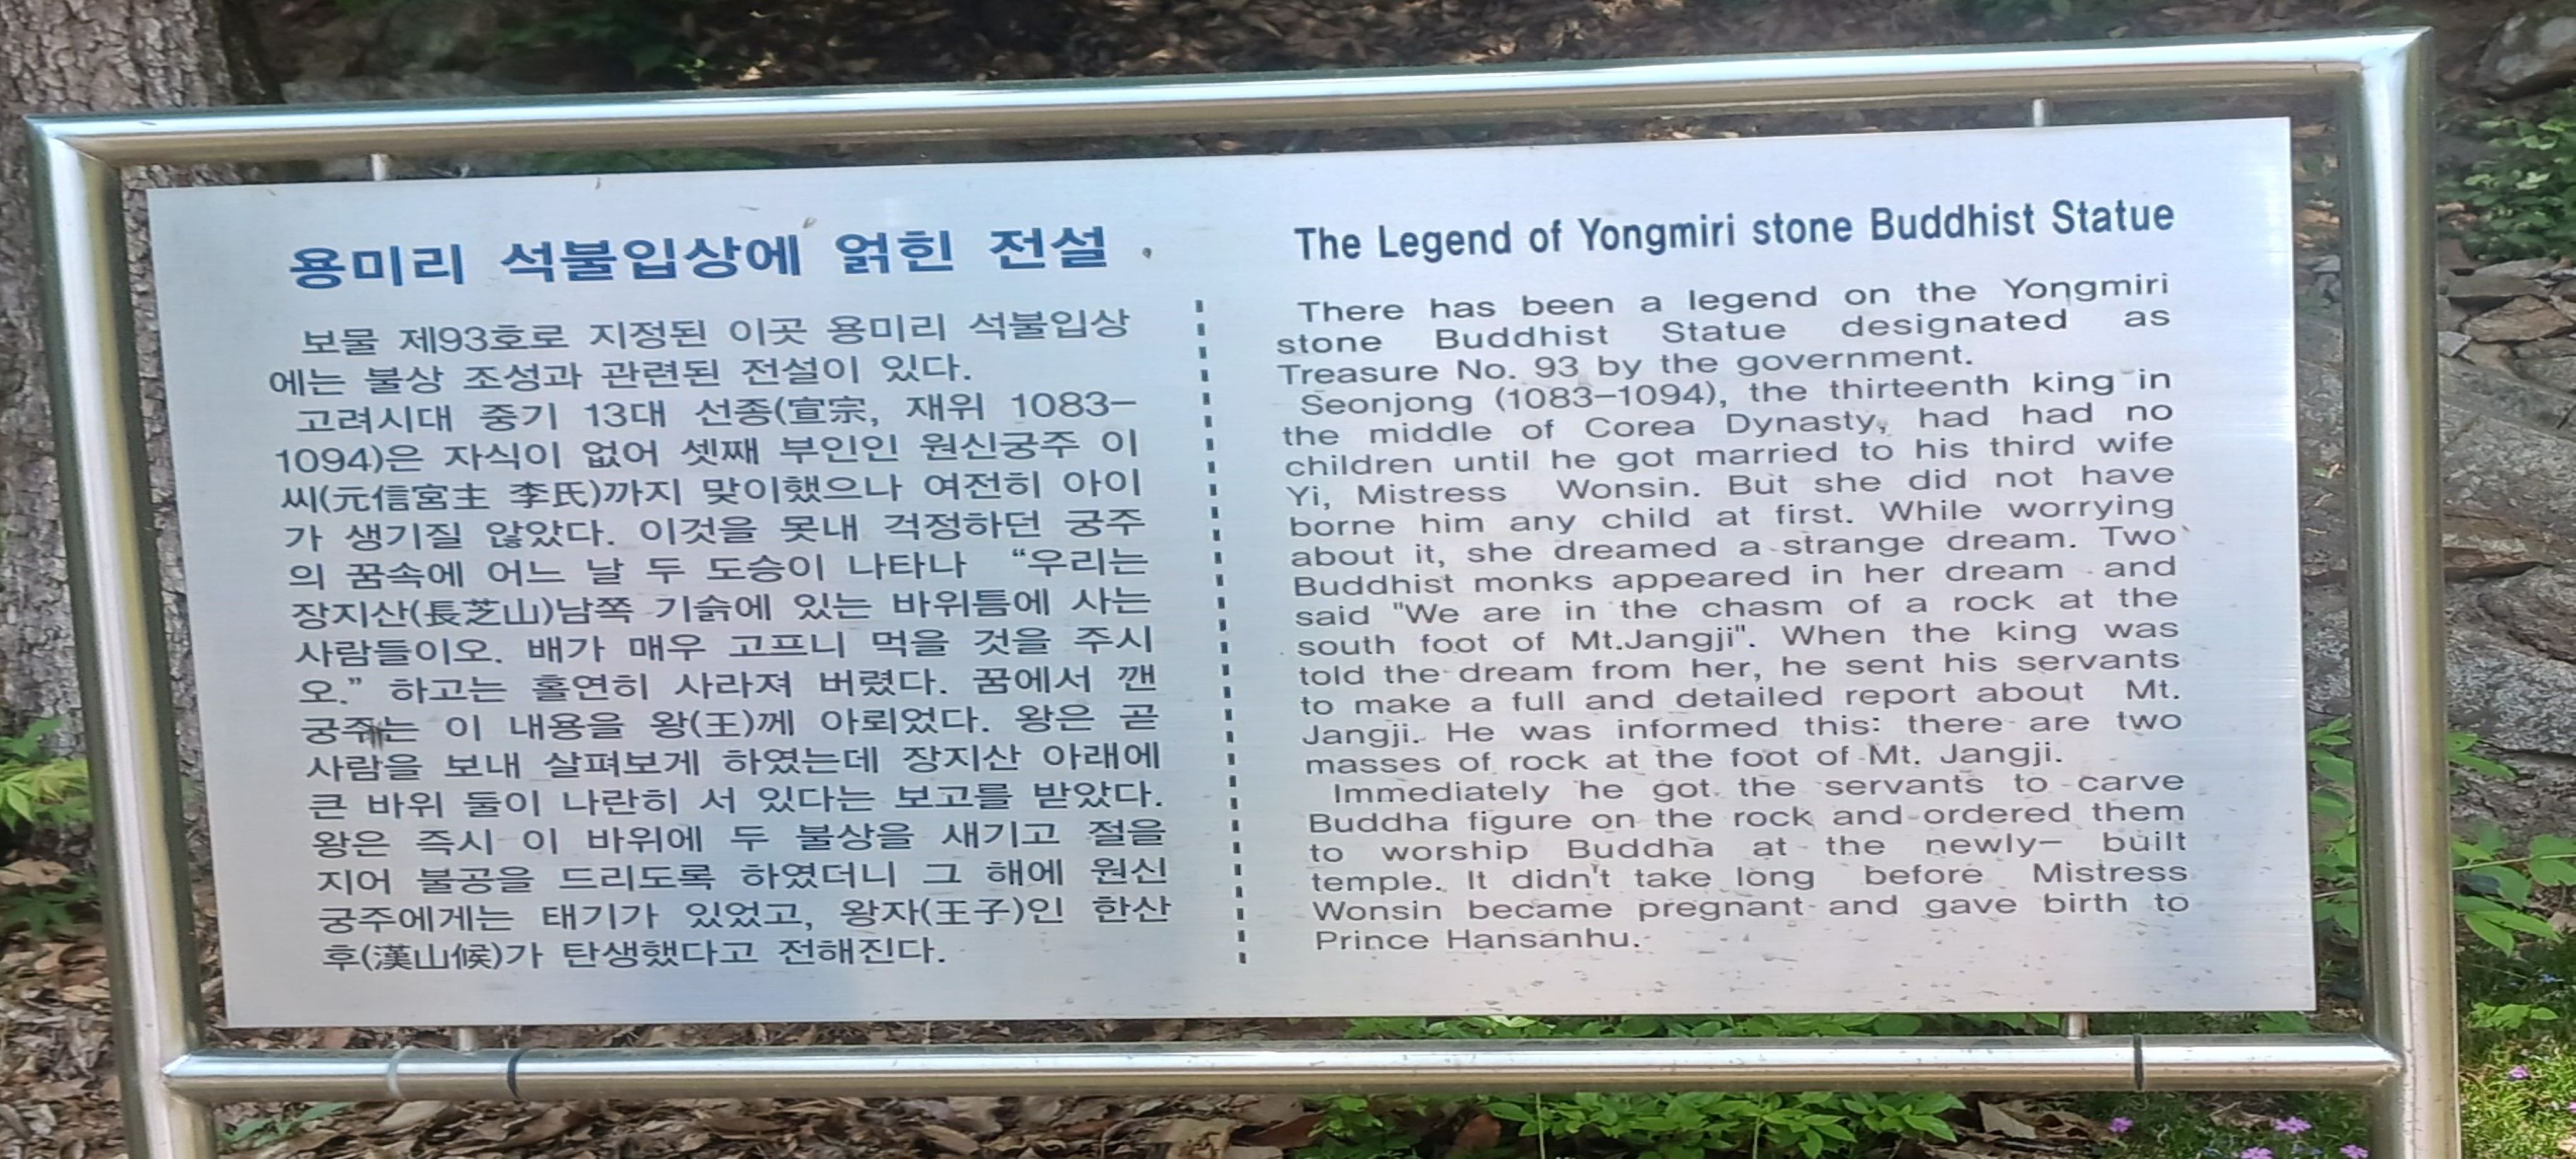 용미리 석불입상에 얽힌 전설
보물 제93호로 지정된 이곳 용미리 석불입상
에는 불상 조성과 관련된 전설이 있다.
고려시대 중기 13대 선종(宣宗, 재위 1083-
1094)은 자식이 없어 셋째 부인인 원신궁주 이
씨(元信宮主 李氏)까지 맞이했으나 여전히 아이
가 생기질 않았다. 이것을 못내 걱정하던 궁주
의 꿈속에 어느 날 두 도승이 나타나 “우리는
장지산(長芝山)남쪽 기슭에 있는 바위틈에 사는
사람들이오. 배가 매우 고프니 먹을 것을 주시
오.” 하고는 홀연히 사라져 버렸다. 꿈에서 깬
궁주는 이 내용을 왕(王)께 아뢰었다. 왕은 곧
사람을 보내 살펴보게 하였는데 장지산 아래에
큰 바위 둘이 나란히 서 있다는 보고를 받았다.
왕은 즉시 이 바위에 두 불상을 새기고 절을
지어 불공을 드리도록 하였더니 그 해에 원신
궁주에게는 태기가 있었고, 왕자(王子)인 한산
후(漢山候)가 탄생했다고 전해진다.
The Legend of Yongmiri stone Buddhist Statue
There has been a legend on the Yongmiri
stone Buddhist Statue designated as
Treasure No. 93 by the government.
Seonjong (1083-1094), the thirteenth king in
the middle of Corea Dynasty, had had no
children until he got married to his third wife
Yi, Mistress Wonsin. But she did not have
borne him any child at first. While worrying
about it, she dreamed a strange dream. Two
Buddhist monks appeared in her dream and
said "We are in the chasm of a rock at the
south foot of Mt.Jangji". When the king was
told the dream from her, he sent his servants
to make a full and detailed report about Mt.
Jangji. He was informed this: there are two
masses of rock at the foot of Mt. Jangji.
Immediately he got the servants to carve
Buddha figure on the rock and ordered them
to worship Buddha at the newly- built
temple. It didn't take long before Mistress
Wonsin became pregnant and gave birth to
Prince Hansanhu.